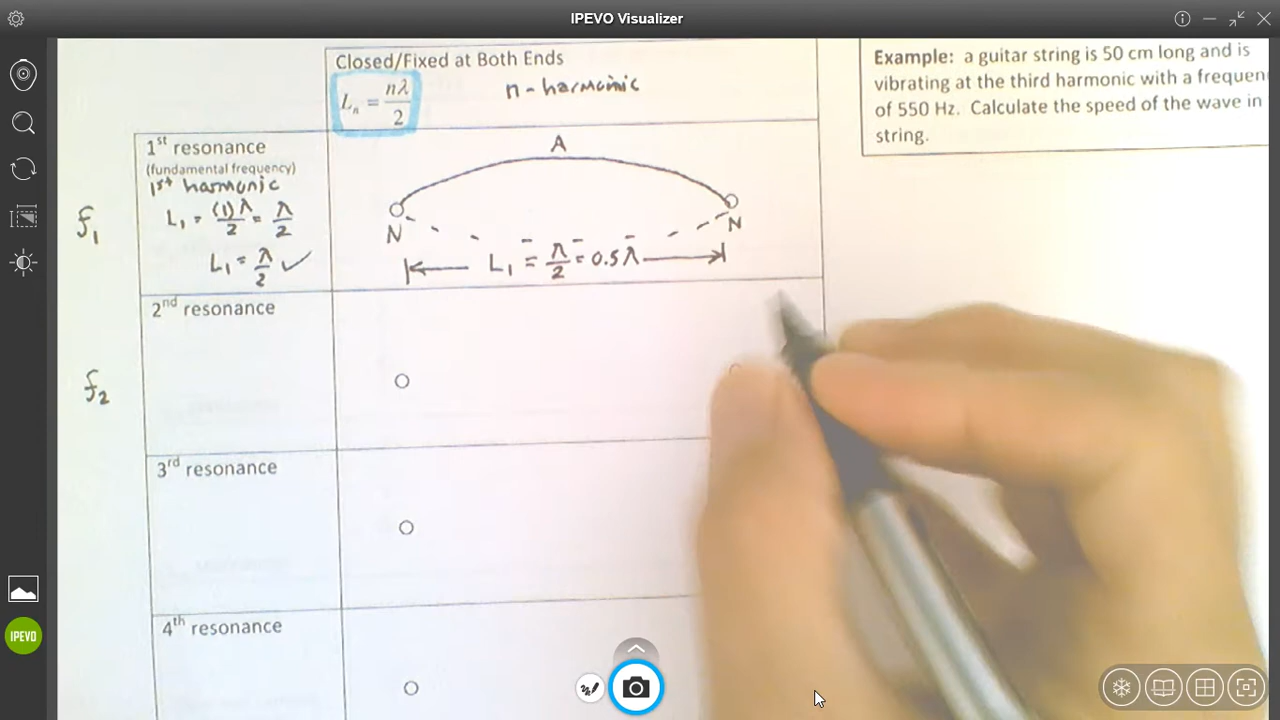 IPEVO Visualizer
Closed/Fixed at Both Ends
Lₙ = nλ/2
n - harmonic
Example: a guitar string is 50 cm long and is
vibrating at the third harmonic with a frequen
of 550 Hz. Calculate the speed of the wave in
string.
1st resonance
(fundamental frequency)
1st harmonic
L₁ = (1)λ/2 = λ/2
L₁ = λ/2 ✓
f₁
A
N
N
L₁ = λ/2 = 0.5λ
2nd resonance
f₂
3rd resonance
4th resonance
IPEVO